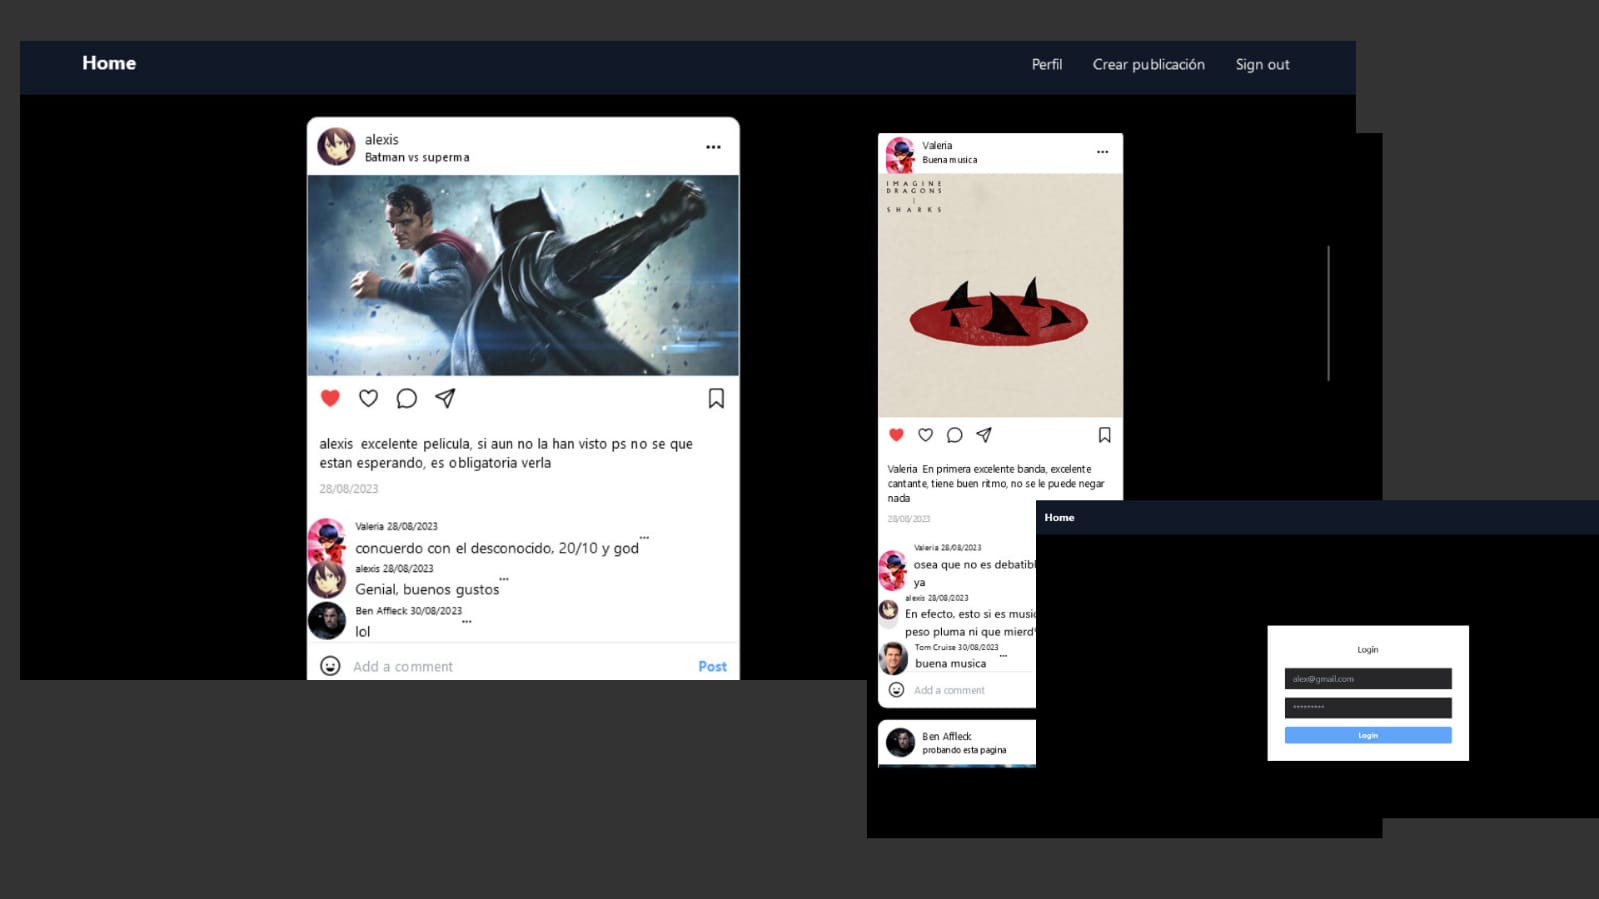 Home
Perfil
Crear publicación
Sign out
alexis
Batman vs superma
alexis excelente pelicula, si aun no la han visto ps no se que
estan esperando, es obligatoria verla
28/08/2023
Valeria 28/08/2023
concuerdo con el desconocido, 20/10 y god
alexis 28/08/2023
Genial, buenos gustos
Ben Affleck 30/08/2023
lol
Add a comment
Post
Valeria
Buena musica
IMAGINE
DRAGONS
SHARKS
Valeria En primera excelente banda, excelente
cantante, tiene buen ritmo, no se le puede negar
nada
28/08/2023
Valeria 28/08/2023
osea que no es debatibl
ya
alexis 28/08/2023
En efecto, esto si es music
peso pluma ni que mierd
Tom Cruise 30/08/2023
buena musica
Add a comment
Ben Affleck
probando esta pagina
Home
Login
alex@gmail.com
*********
Login